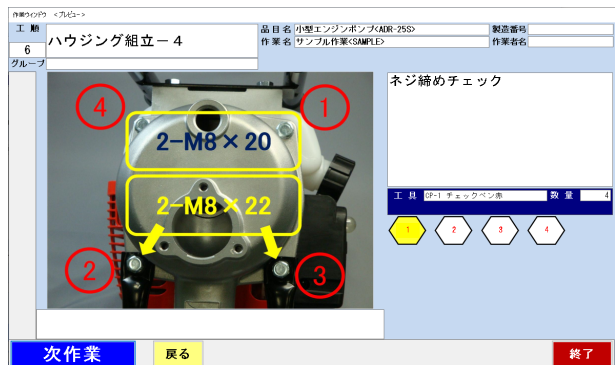 作業ウィンドウ <プレビュー>
工 順
6
ハウジング組立－4
品目名 小型エンジンポンプ<ADR-25S>
作業名 サンプル作業<SAMPLE>
製造番号
作業者名
グループ
④ ①
2-M8×20
2-M8×22
② ③
ネジ締めチェック
工 具 CP-1 チェックペン赤 数 量 4
1 2 3 4
次作業 戻る 終了